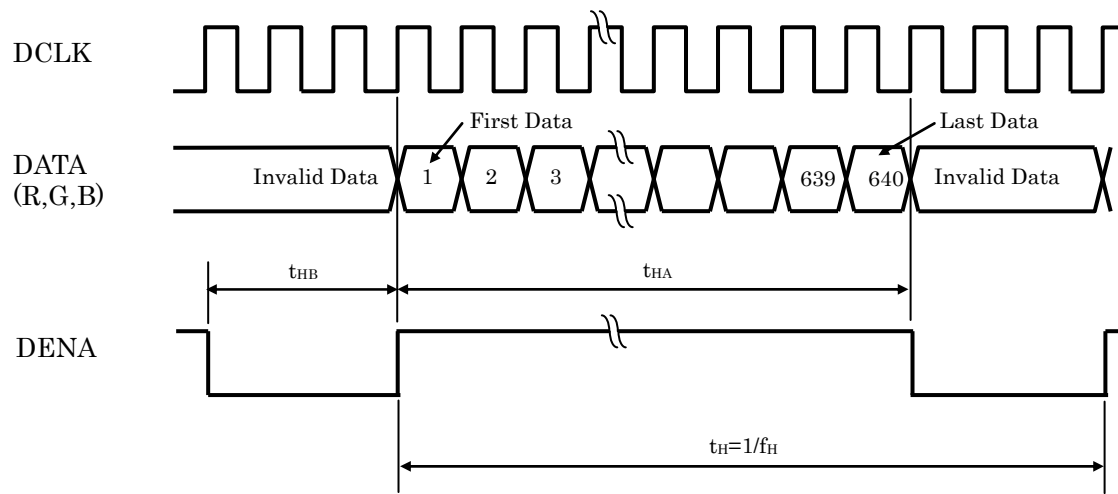 DCLK
First Data
Last Data
DATA
(R,G,B)
Invalid Data
1
2
3
639
640
Invalid Data
tHB
tHA
DENA
tH=1/fH